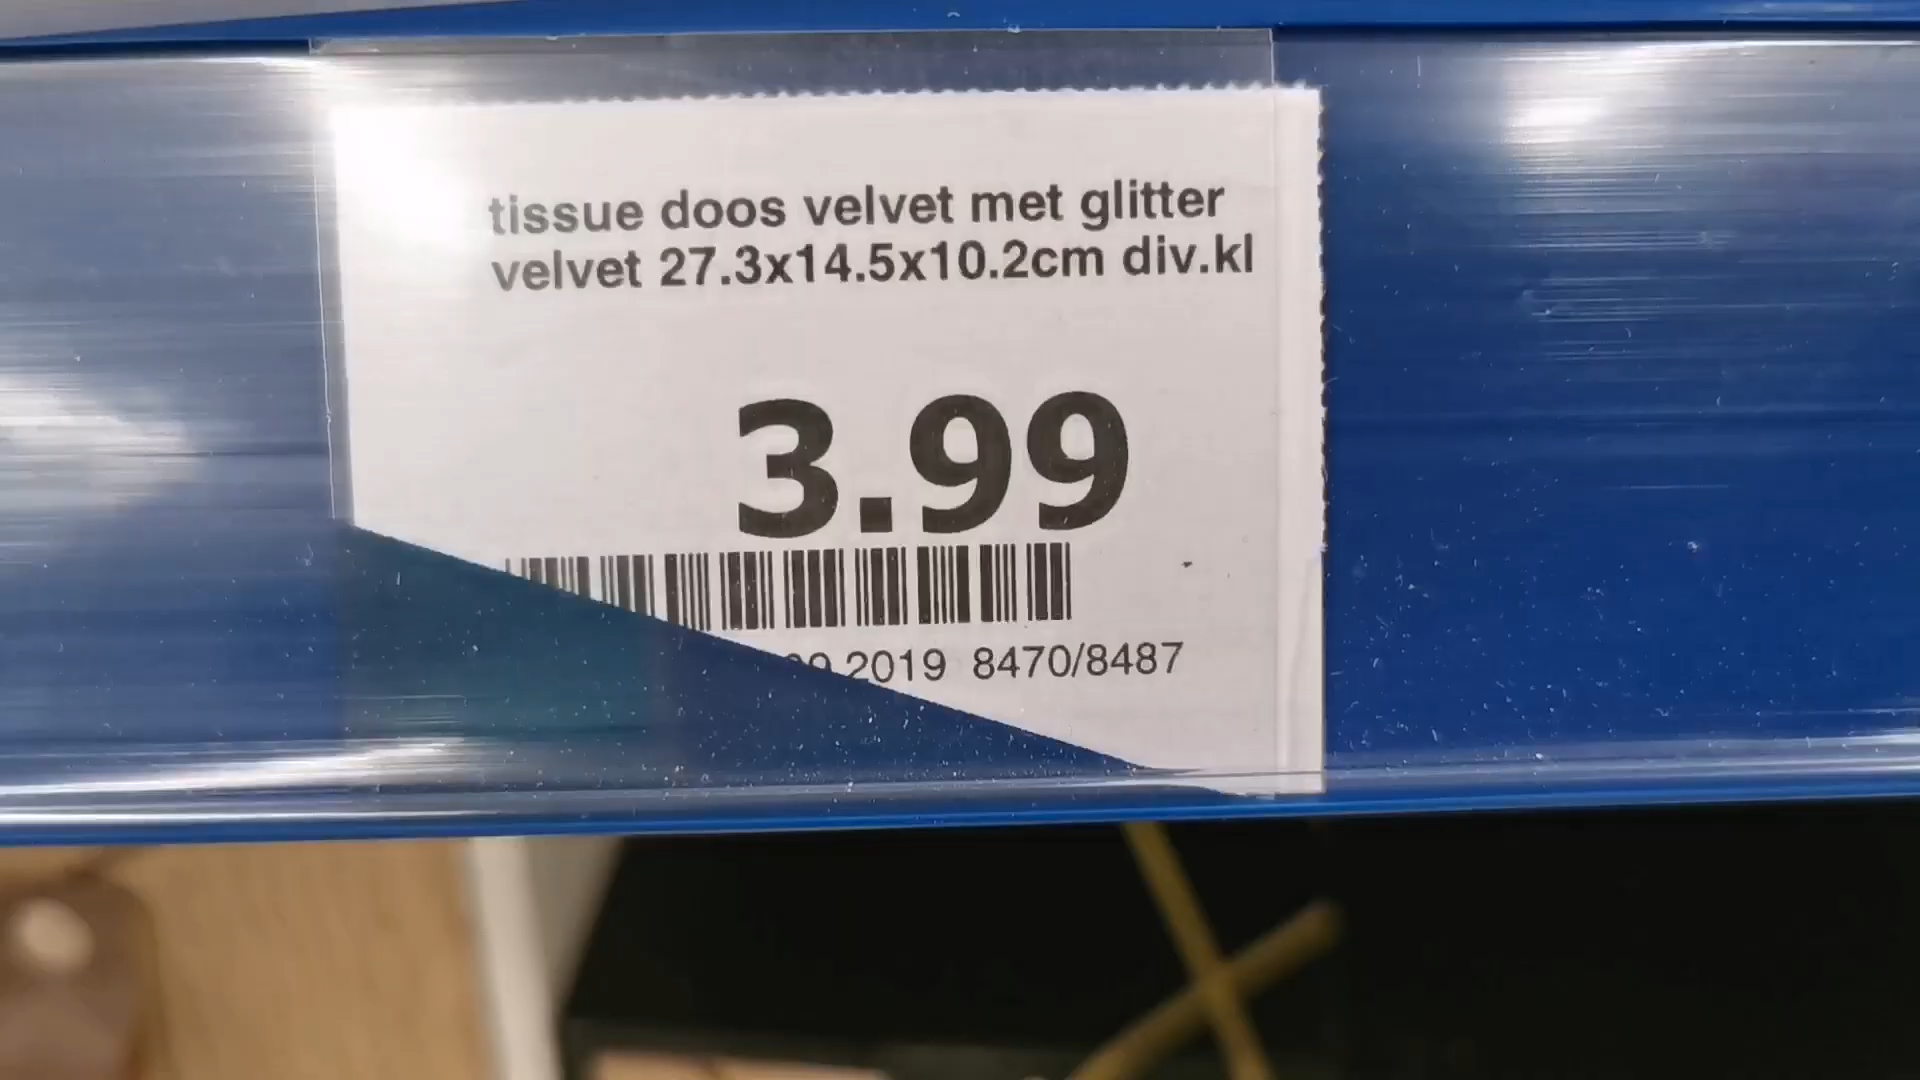 tissue doos velvet met glitter
velvet 27.3x14.5x10.2cm div.kl
3.99
2019 8470/8487